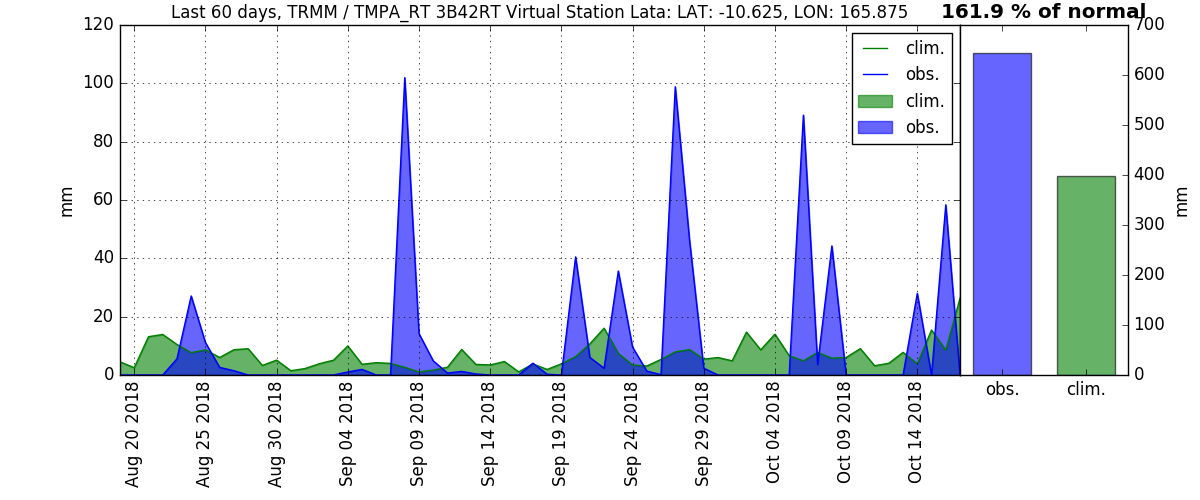 Last 60 days, TRMM / TMPA_RT 3B42RT Virtual Station Lata: LAT: -10.625, LON: 165.875
161.9 % of normal
120
100
80
60
40
20
0
mm
clim.
obs.
clim.
obs.
Aug 20 2018
Aug 25 2018
Aug 30 2018
Sep 04 2018
Sep 09 2018
Sep 14 2018
Sep 19 2018
Sep 24 2018
Sep 29 2018
Oct 04 2018
Oct 09 2018
Oct 14 2018
700
600
500
400
300
200
100
0
mm
obs.
clim.